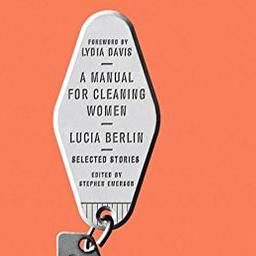 FOREWORD BY
LYDIA DAVIS
A MANUAL
FOR CLEANING
WOMEN
LUCIA BERLIN
SELECTED STORIES
EDITED BY
STEPHEN EMERSON